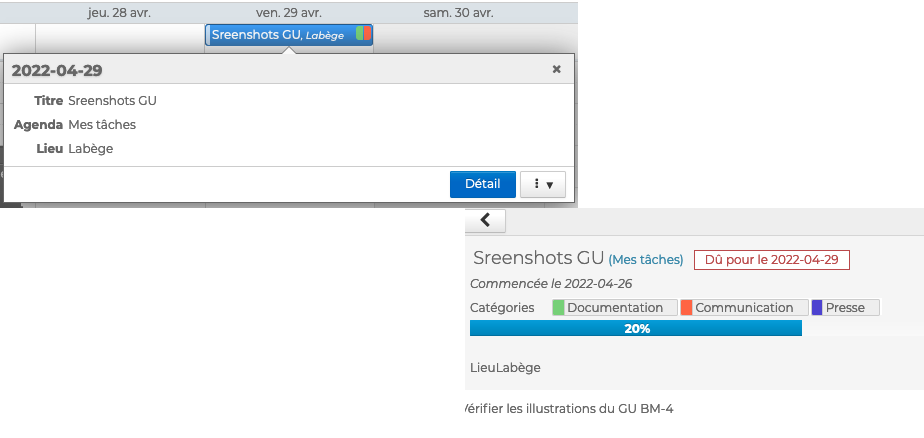 jeu. 28 avr. ven. 29 avr. sam. 30 avr.
Sreenshots GU, Labège
2022-04-29
Titre Sreenshots GU
Agenda Mes tâches
Lieu Labège
Détail
Sreenshots GU (Mes tâches) Dû pour le 2022-04-29
Commencée le 2022-04-26
Catégories Documentation Communication Presse
20%
LieuLabège
Vérifier les illustrations du GU BM-4